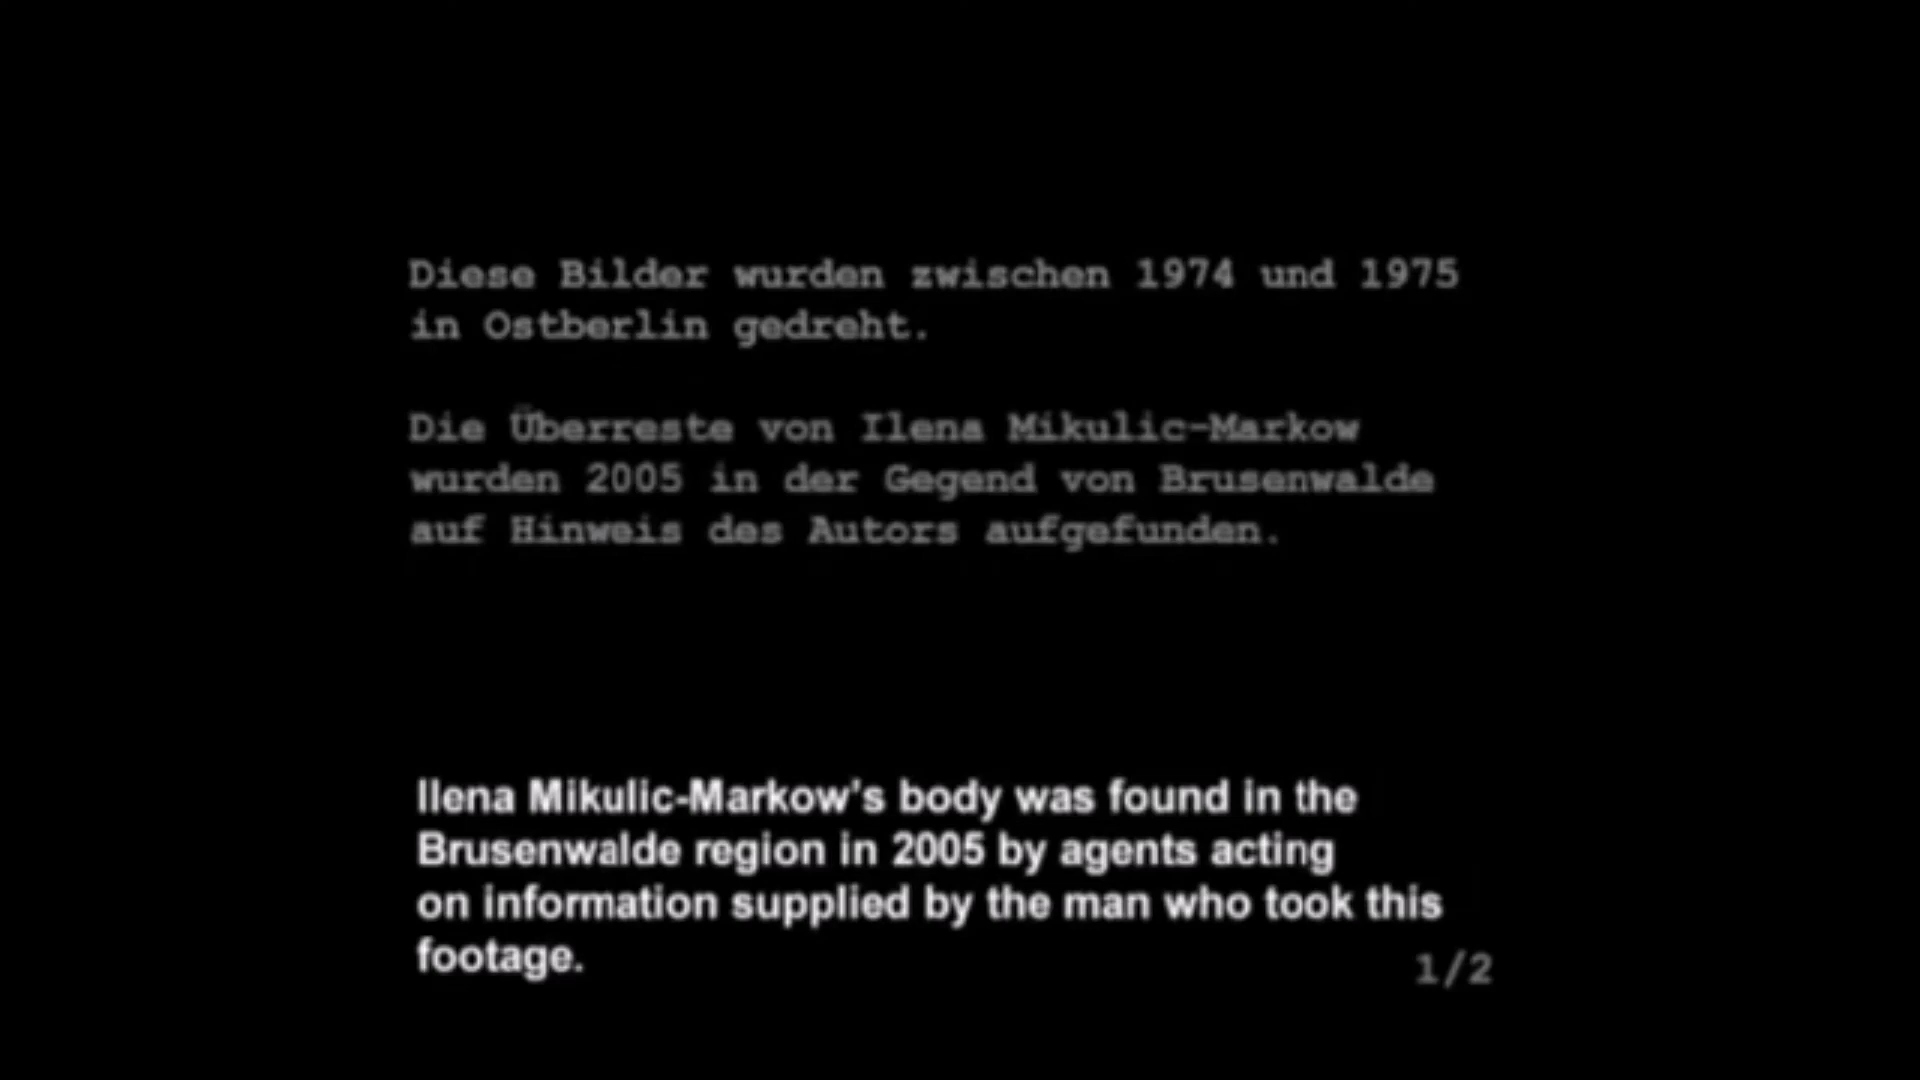 Diese Bilder wurden zwischen 1974 und 1975
in Ostberlin gedreht.
Die Überreste von Ilena Mikulic-Markow
wurden 2005 in der Gegend von Brusenwalde
auf Hinweis des Autors aufgefunden.
Ilena Mikulic-Markow's body was found in the
Brusenwalde region in 2005 by agents acting
on information supplied by the man who took this
footage.
1/2